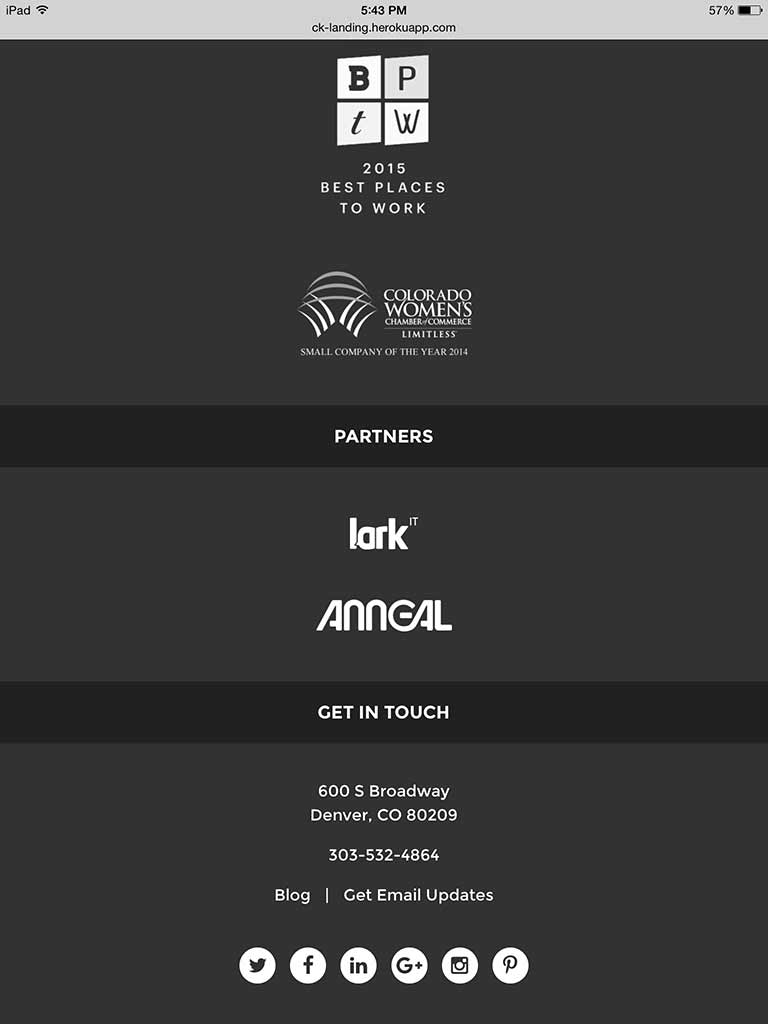 iPad 5:43 PM 57%
ck-landing.herokuapp.com
B P
t W
2015
BEST PLACES
TO WORK
COLORADO
WOMEN'S
CHAMBER of COMMERCE
LIMITLESS
SMALL COMPANY OF THE YEAR 2014
PARTNERS
lark IT
ANNEAL
GET IN TOUCH
600 S Broadway
Denver, CO 80209
303-532-4864
Blog | Get Email Updates
f in G+ P